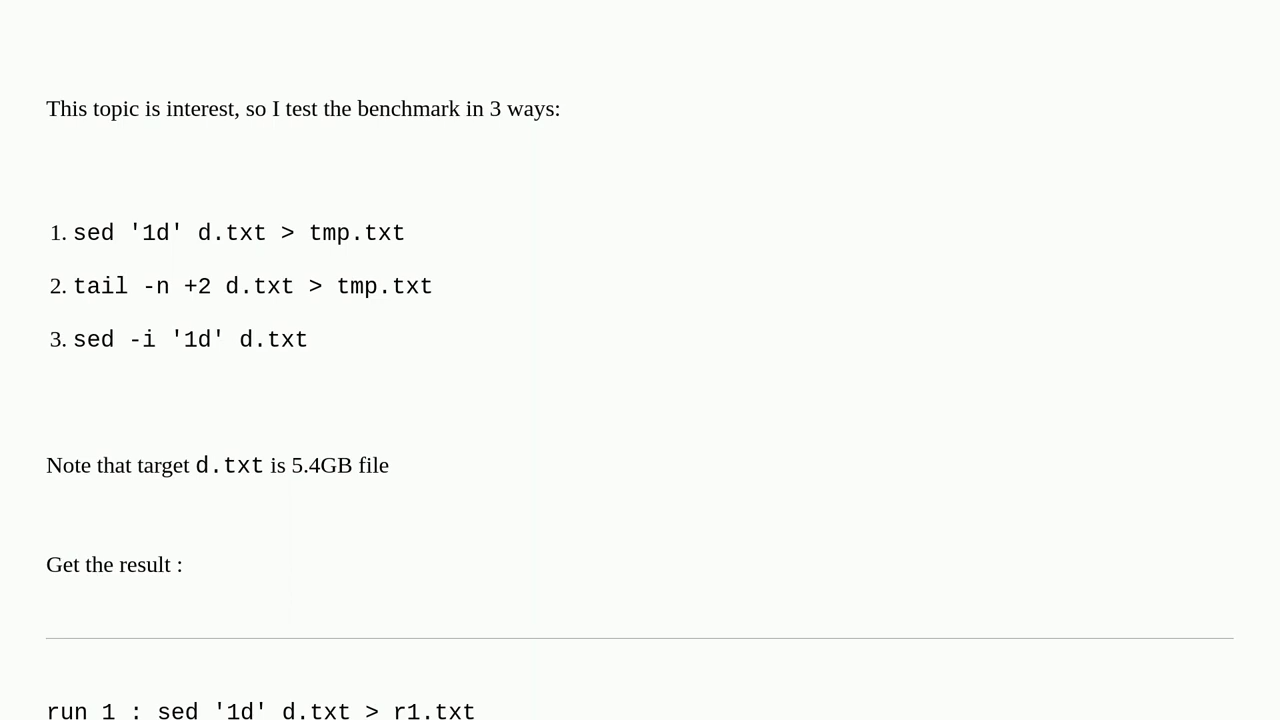 This topic is interest, so I test the benchmark in 3 ways:
1. sed '1d' d.txt > tmp.txt
2. tail -n +2 d.txt > tmp.txt
3. sed -i '1d' d.txt
Note that target d.txt is 5.4GB file
Get the result :
run 1 : sed '1d' d.txt > r1.txt